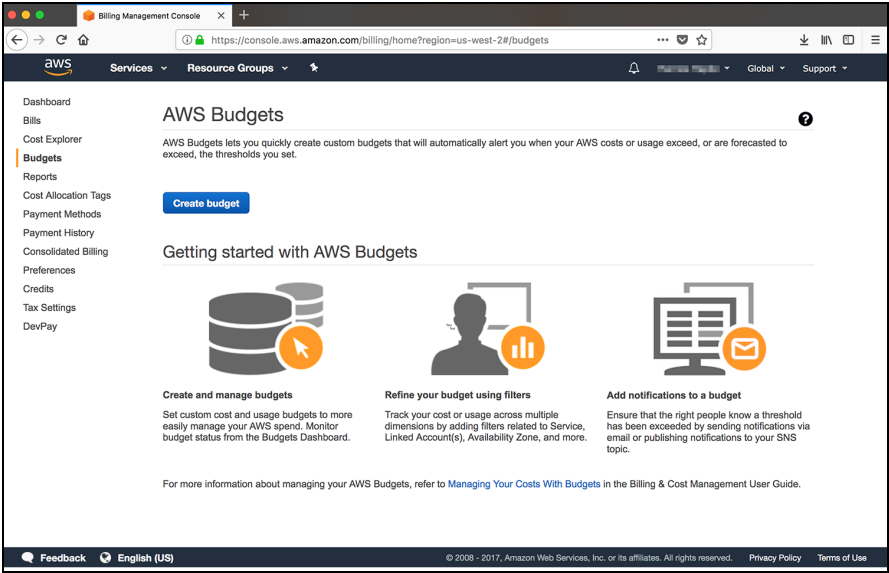 Billing Management Console
https://console.aws.amazon.com/billing/home?region=us-west-2#/budgets
aws
Services
Resource Groups
Global
Support
Dashboard
Bills
Cost Explorer
Budgets
Reports
Cost Allocation Tags
Payment Methods
Payment History
Consolidated Billing
Preferences
Credits
Tax Settings
DevPay
AWS Budgets
AWS Budgets lets you quickly create custom budgets that will automatically alert you when your AWS costs or usage exceed, or are forecasted to
exceed, the thresholds you set.
Create budget
Getting started with AWS Budgets
Create and manage budgets
Set custom cost and usage budgets to more
easily manage your AWS spend. Monitor
budget status from the Budgets Dashboard.
Refine your budget using filters
Track your cost or usage across multiple
dimensions by adding filters related to Service,
Linked Account(s), Availability Zone, and more.
Add notifications to a budget
Ensure that the right people know a threshold
has been exceeded by sending notifications via
email or publishing notifications to your SNS
topic.
For more information about managing your AWS Budgets, refer to Managing Your Costs With Budgets in the Billing & Cost Management User Guide.
Feedback
English (US)
© 2008 - 2017, Amazon Web Services, Inc. or its affiliates. All rights reserved.
Privacy Policy
Terms of Use